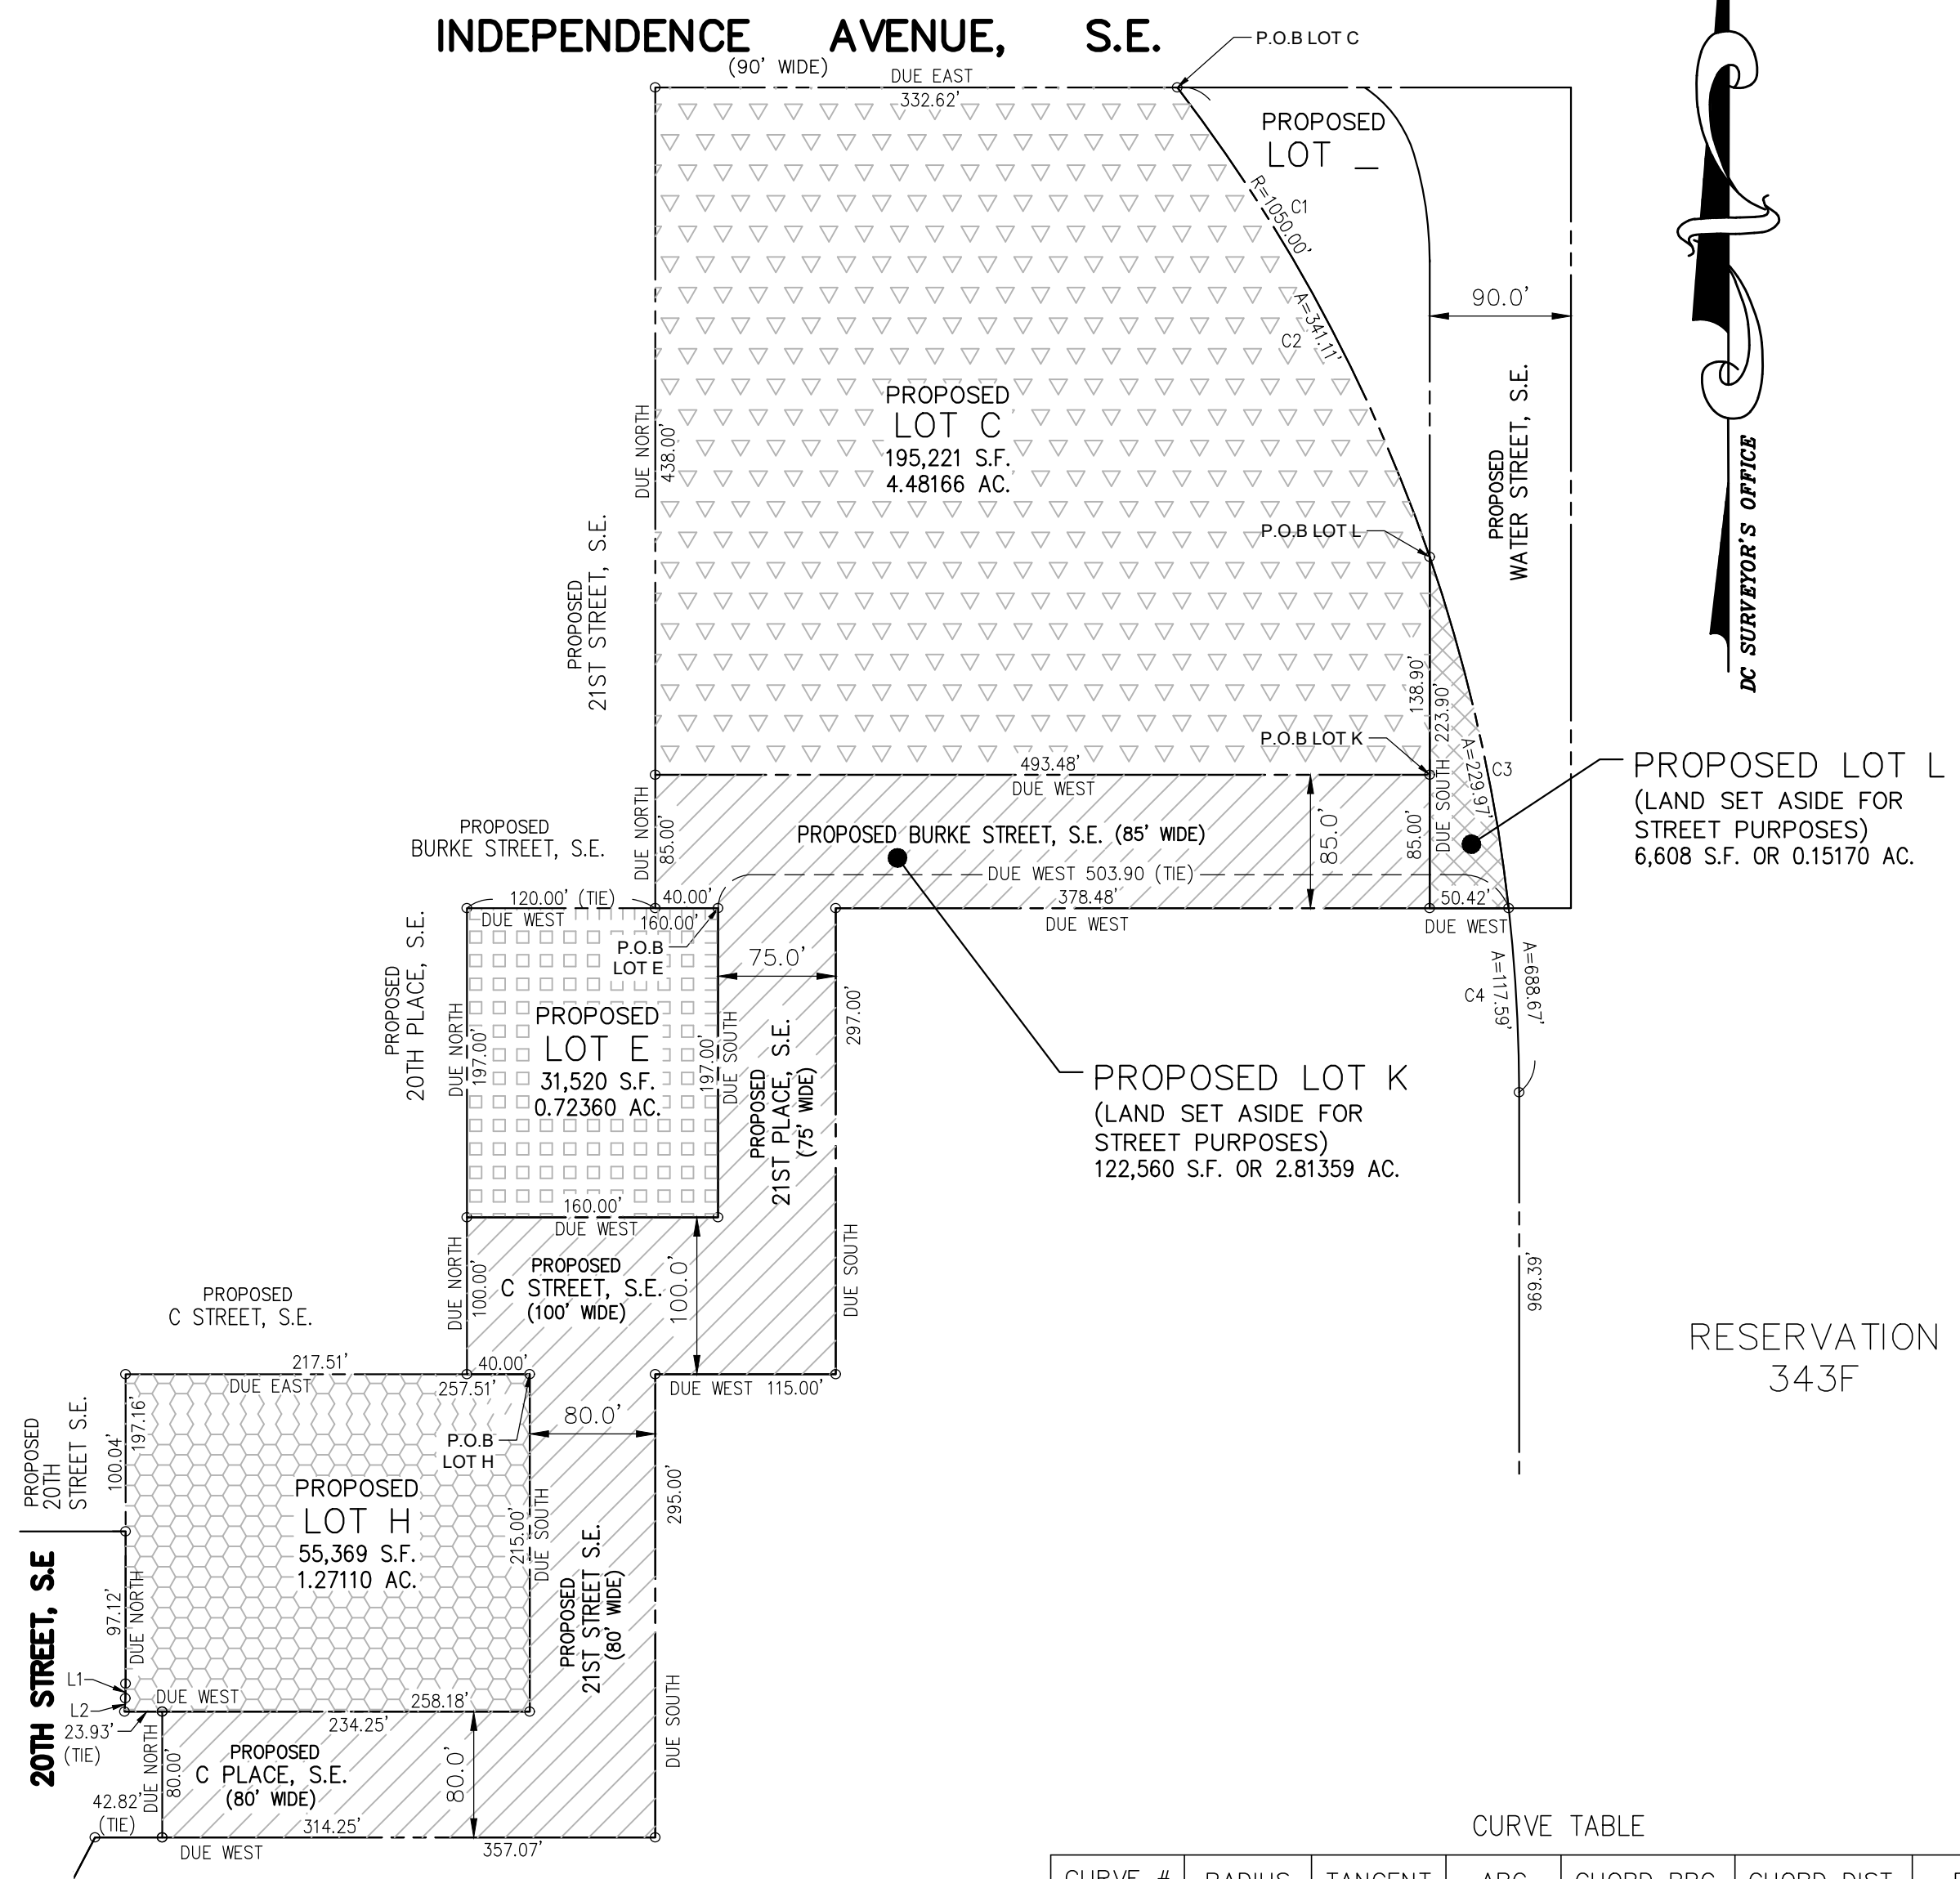 INDEPENDENCE AVENUE, S.E.
(90' WIDE)
DUE EAST
332.62'
P.O.B LOT C
PROPOSED
LOT _
R=1050.00'
C1
A=341.11'
C2
90.0'
PROPOSED
WATER STREET, S.E.
DC SURVEYOR'S OFFICE
PROPOSED
LOT C
195,221 S.F.
4.48166 AC.
DUE NORTH
438.00'
PROPOSED
21ST STREET, S.E.
P.O.B LOT L
138.90'
223.90'
DUE SOUTH
P.O.B LOT K
A=229.97'
C3
493.48'
DUE WEST
PROPOSED LOT L
(LAND SET ASIDE FOR
STREET PURPOSES)
6,608 S.F. OR 0.15170 AC.
PROPOSED
BURKE STREET, S.E.
DUE NORTH
85.00'
PROPOSED BURKE STREET, S.E. (85' WIDE)
85.0'
85.00'
DUE WEST 503.90 (TIE)
378.48'
DUE WEST
50.42'
DUE WEST
120.00' (TIE)
40.00'
DUE WEST
160.00'
P.O.B
LOT E
75.0'
A=688.67'
A=117.59'
C4
PROPOSED
20TH PLACE, S.E.
DUE NORTH
197.00'
PROPOSED
LOT E
31,520 S.F.
0.72360 AC.
197.00'
DUE SOUTH
PROPOSED
21ST PLACE, S.E.
(75' WIDE)
297.00'
DUE SOUTH
PROPOSED LOT K
(LAND SET ASIDE FOR
STREET PURPOSES)
122,560 S.F. OR 2.81359 AC.
160.00'
DUE WEST
DUE NORTH
100.00'
PROPOSED
C STREET, S.E.
(100' WIDE)
100.0'
969.39'
RESERVATION
343F
PROPOSED
C STREET, S.E.
217.51'
DUE EAST
40.00'
257.51'
DUE WEST 115.00'
P.O.B
LOT H
80.0'
PROPOSED
20TH
STREET S.E.
100.04'
197.16'
PROPOSED
LOT H
55,369 S.F.
1.27110 AC.
215.00'
DUE SOUTH
PROPOSED
21ST STREET S.E.
(80' WIDE)
295.00'
DUE SOUTH
20TH STREET, S.E
97.12'
DUE NORTH
L1
L2
DUE WEST
258.18'
23.93'
(TIE)
234.25'
DUE NORTH
80.00'
PROPOSED
C PLACE, S.E.
(80' WIDE)
80.0'
42.82'
(TIE)
314.25'
DUE WEST
357.07'
CURVE TABLE
CURVE # RADIUS TANGENT ARC CHORD BRG CHORD DIST